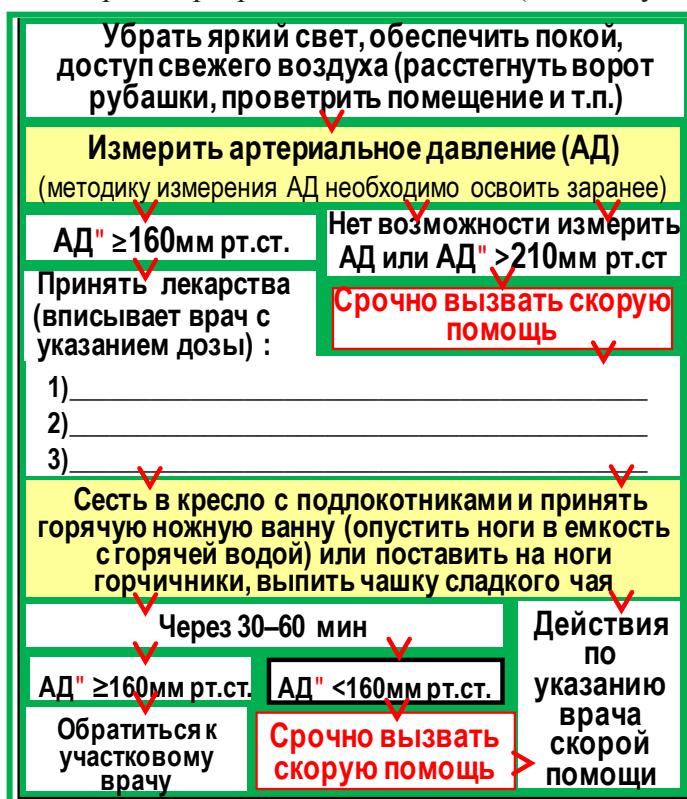 Убрать яркий свет, обеспечить покой,
доступ свежего воздуха (расстегнуть ворот
рубашки, проветрить помещение и т.п.)
Измерить артериальное давление (АД)
(методику измерения АД необходимо освоить заранее)
АД" ≥160мм рт.ст.
Нет возможности измерить
АД или АД" >210мм рт.ст
Принять лекарства
(вписывает врач с
указанием дозы) :
Срочно вызвать скорую
помощь
1)
2)
3)
Сесть в кресло с подлокотниками и принять
горячую ножную ванну (опустить ноги в емкость
с горячей водой) или поставить на ноги
горчичники, выпить чашку сладкого чая
Через 30–60 мин
АД" ≥160мм рт.ст.
АД" <160мм рт.ст.
Обратиться к
участковому
врачу
Срочно вызвать
скорую помощь
Действия
по
указанию
врача
скорой
помощи